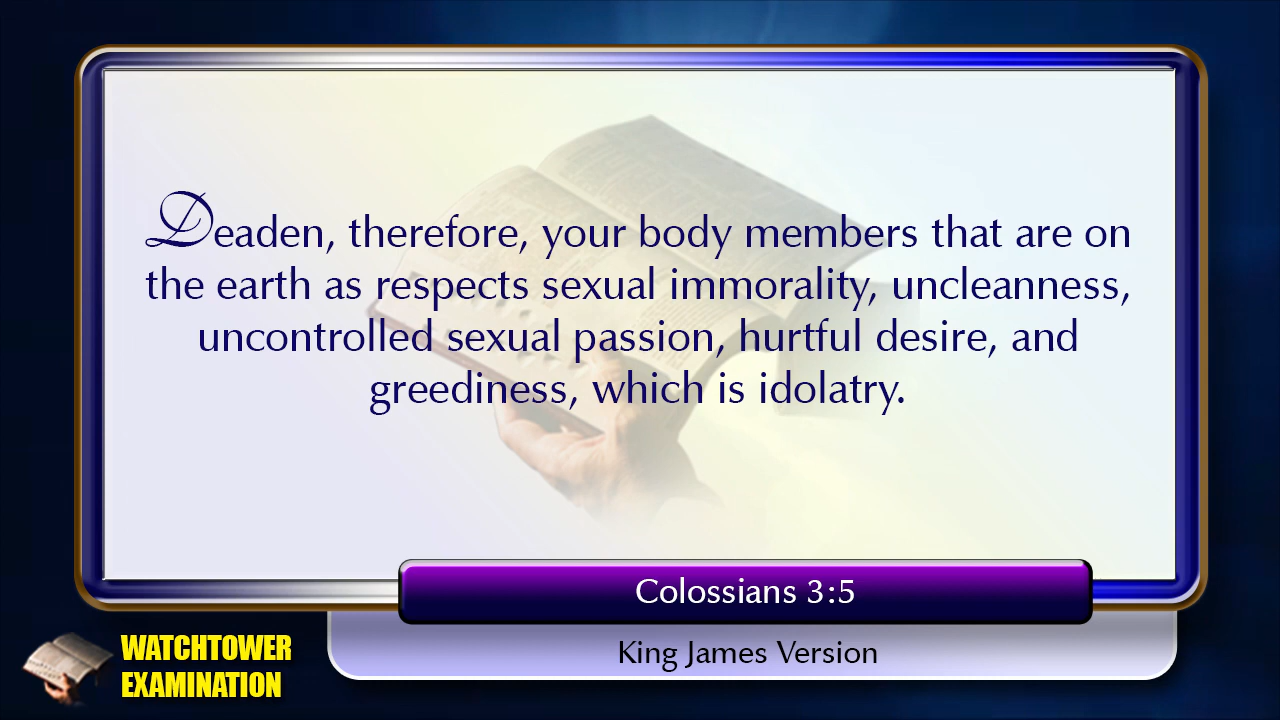 Deaden, therefore, your body members that are on
the earth as respects sexual immorality, uncleanness,
uncontrolled sexual passion, hurtful desire, and
greediness, which is idolatry.
Colossians 3:5
King James Version
WATCHTOWER
EXAMINATION